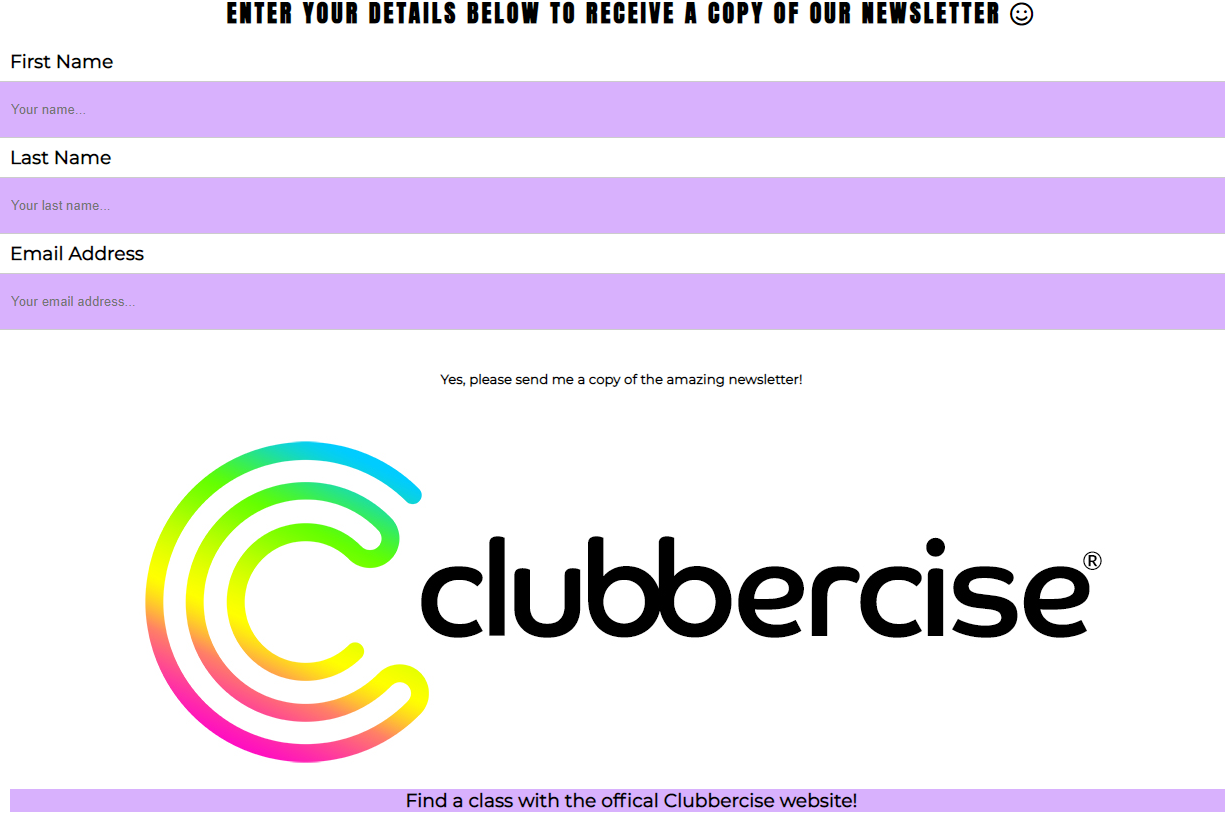 ENTER YOUR DETAILS BELOW TO RECEIVE A COPY OF OUR NEWSLETTER ☺
First Name
Your name...
Last Name
Your last name...
Email Address
Your email address...
Yes, please send me a copy of the amazing newsletter!
clubbercise®
Find a class with the offical Clubbercise website!